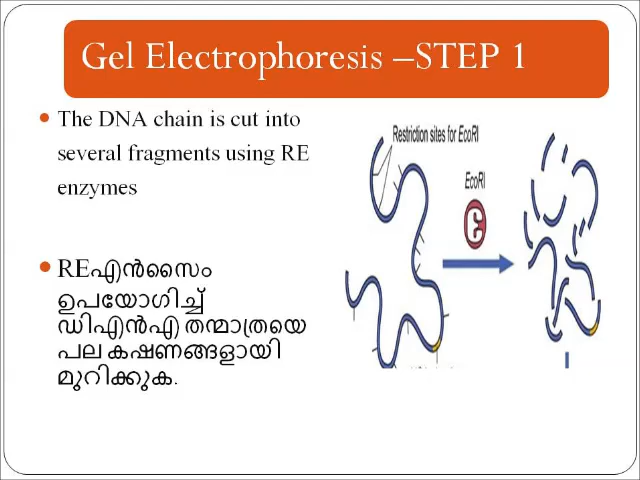 Gel Electrophoresis –STEP 1
The DNA chain is cut into
several fragments using RE
enzymes
REഎൻസൈം
ഉപയോഗിച്ച്
ഡിഎൻഎ തന്മാത്രയെ
പല കഷണങ്ങളായി
മുറിക്കുക.
Restriction sites for EcoRI
EcoRI